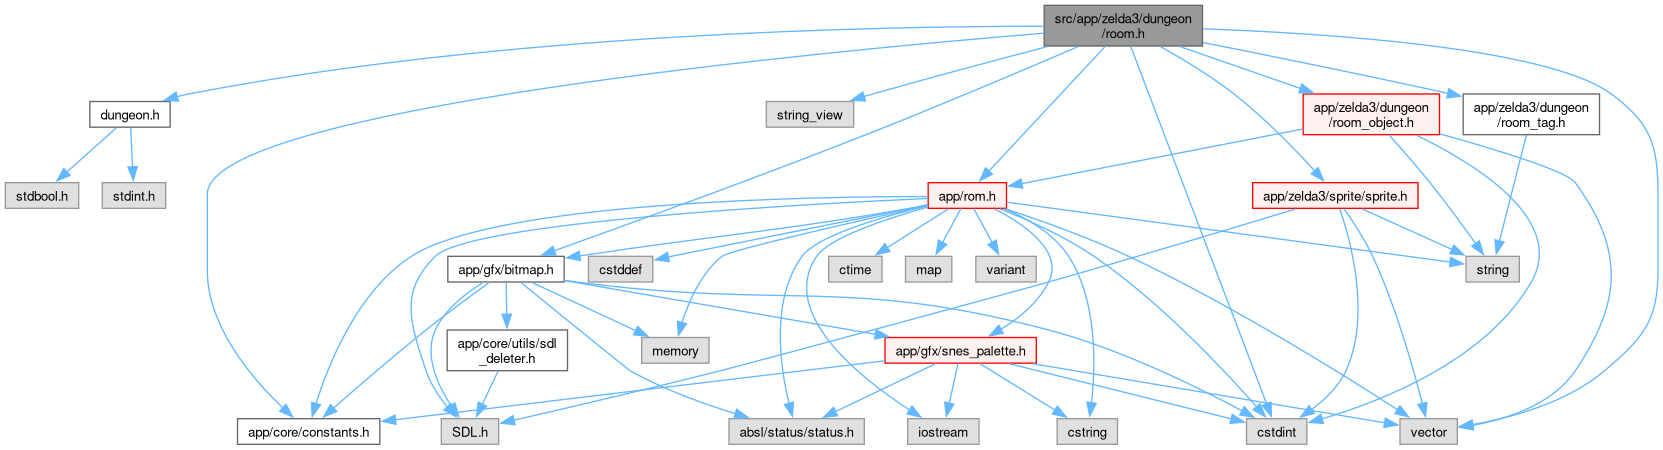 src/app/zelda3/dungeon
/room.h
dungeon.h
string_view
app/zelda3/dungeon
/room_object.h
app/zelda3/dungeon
/room_tag.h
stdbool.h
stdint.h
app/rom.h
app/zelda3/sprite/sprite.h
app/gfx/bitmap.h
cstddef
ctime
map
variant
string
app/core/utils/sdl
_deleter.h
memory
app/gfx/snes_palette.h
app/core/constants.h
SDL.h
absl/status/status.h
iostream
cstring
cstdint
vector